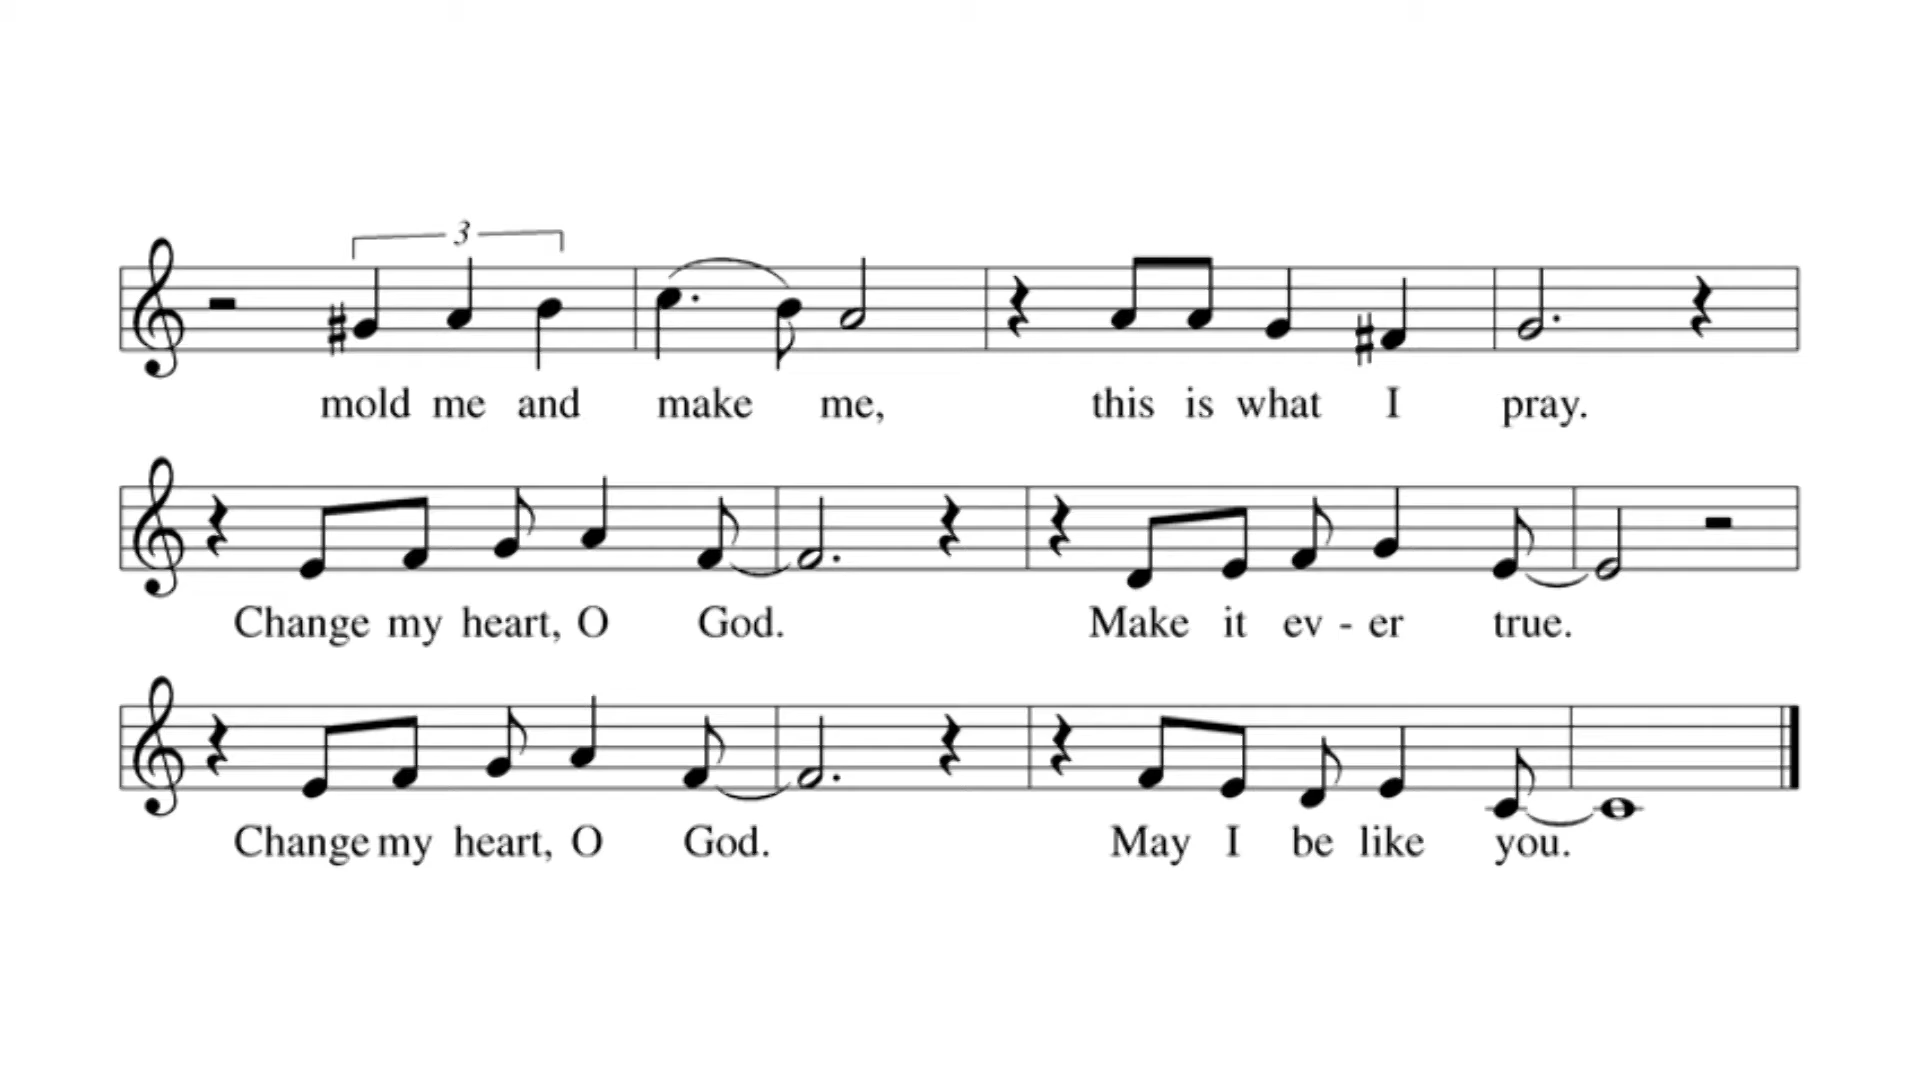 3
mold me and make me, this is what I pray.
Change my heart, O God. Make it ev - er true.
Change my heart, O God. May I be like you.